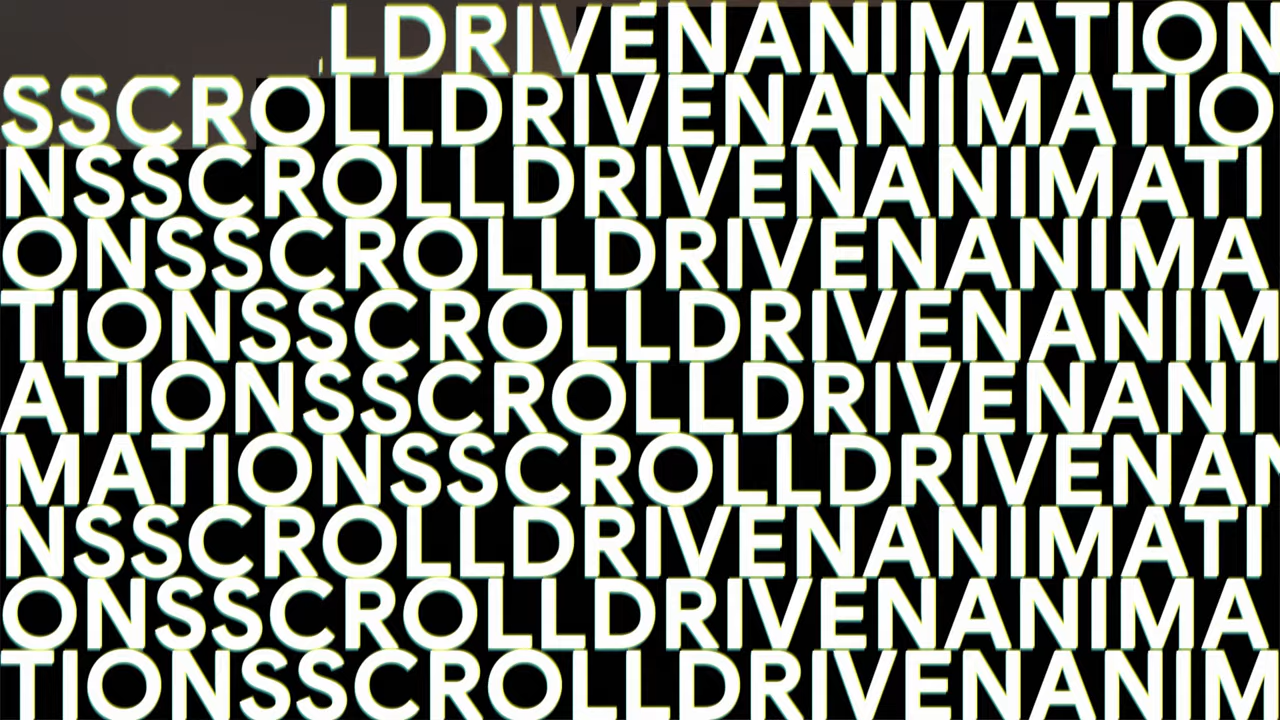 LDRIVENANIMATION
SSCROLLDRIVENANIMATIO
NSSCROLLDRIVENANIMATI
ONSSCROLLDRIVENANIMA
TIONSSCROLLDRIVENANIM
ATIONSSCROLLDRIVENANI
MATIONSSCROLLDRIVENAN
NSSCROLLDRIVENANIMATI
ONSSCROLLDRIVENANIMA
TIONSSCROLLDRIVENANIM